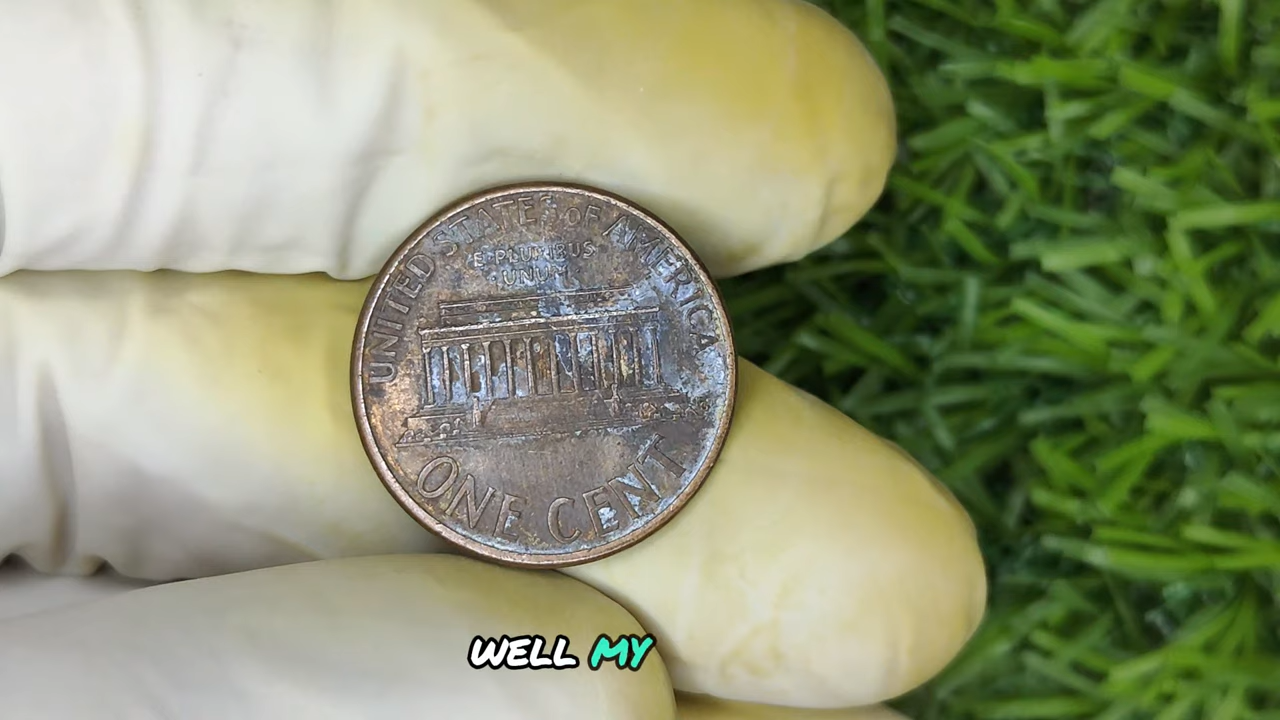 UNITED STATES OF AMERICA
E·PLURIBUS
UNUM
ONE CENT
WELL MY